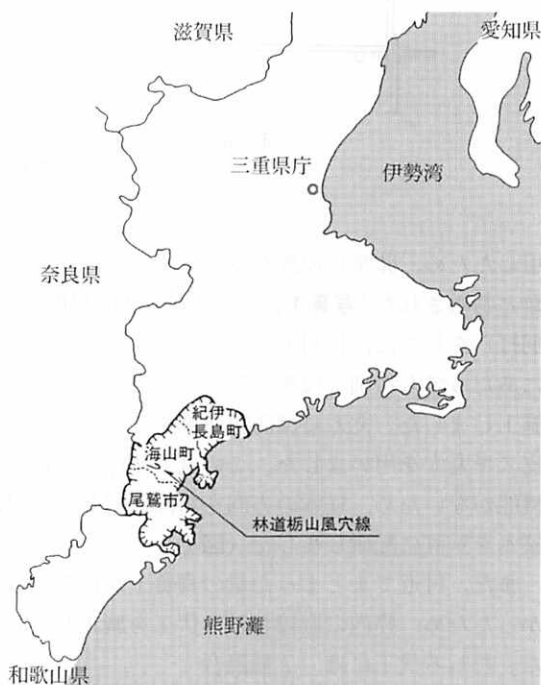 滋賀県
愛知県
三重県庁
伊勢湾
奈良県
紀伊
長島町
海山町
尾鷲市
林道栃山風穴線
熊野灘
和歌山県